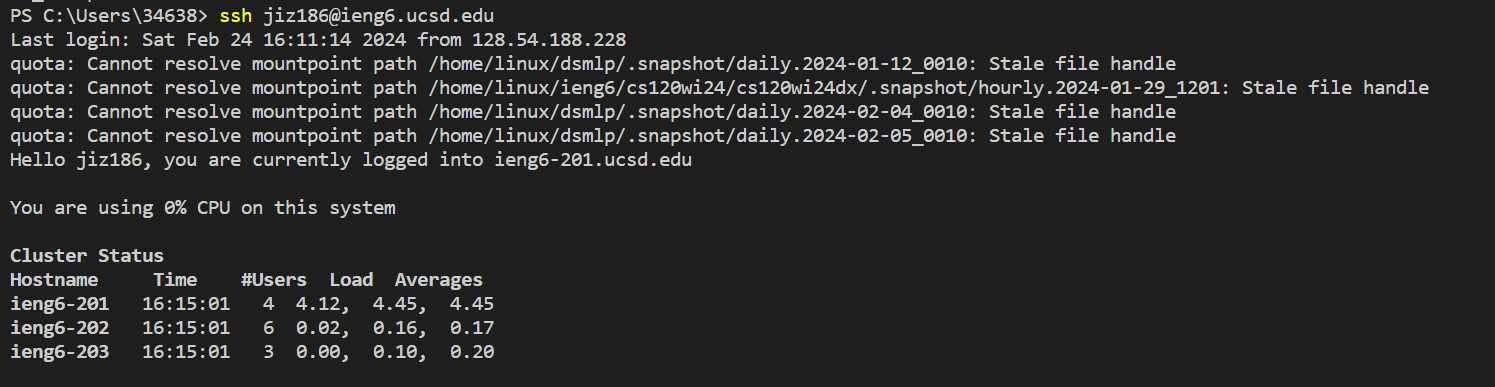 PS C:\Users\34638> ssh jiz186@ieng6.ucsd.edu
Last login: Sat Feb 24 16:11:14 2024 from 128.54.188.228
quota: Cannot resolve mountpoint path /home/linux/dsmlp/.snapshot/daily.2024-01-12_0010: Stale file handle
quota: Cannot resolve mountpoint path /home/linux/ieng6/cs120wi24/cs120wi24dx/.snapshot/hourly.2024-01-29_1201: Stale file handle
quota: Cannot resolve mountpoint path /home/linux/dsmlp/.snapshot/daily.2024-02-04_0010: Stale file handle
quota: Cannot resolve mountpoint path /home/linux/dsmlp/.snapshot/daily.2024-02-05_0010: Stale file handle
Hello jiz186, you are currently logged into ieng6-201.ucsd.edu
You are using 0% CPU on this system
Cluster Status
Hostname     Time    #Users  Load  Averages
ieng6-201   16:15:01   4  4.12,  4.45,  4.45
ieng6-202   16:15:01   6  0.02,  0.16,  0.17
ieng6-203   16:15:01   3  0.00,  0.10,  0.20